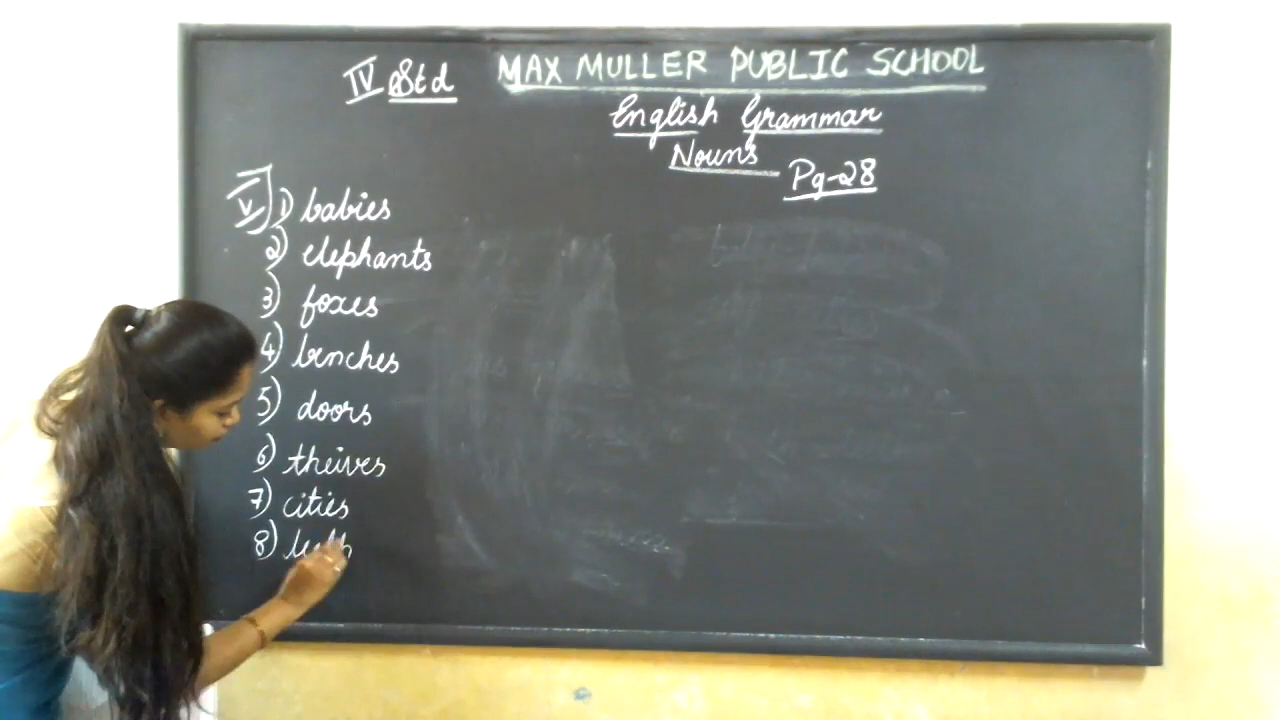 IV Std MAX MULLER PUBLIC SCHOOL
English Grammar
Nouns
Pg-28
V 1) babies
2) elephants
3) foxes
4) benches
5) doors
6) theives
7) cities
8) teeth